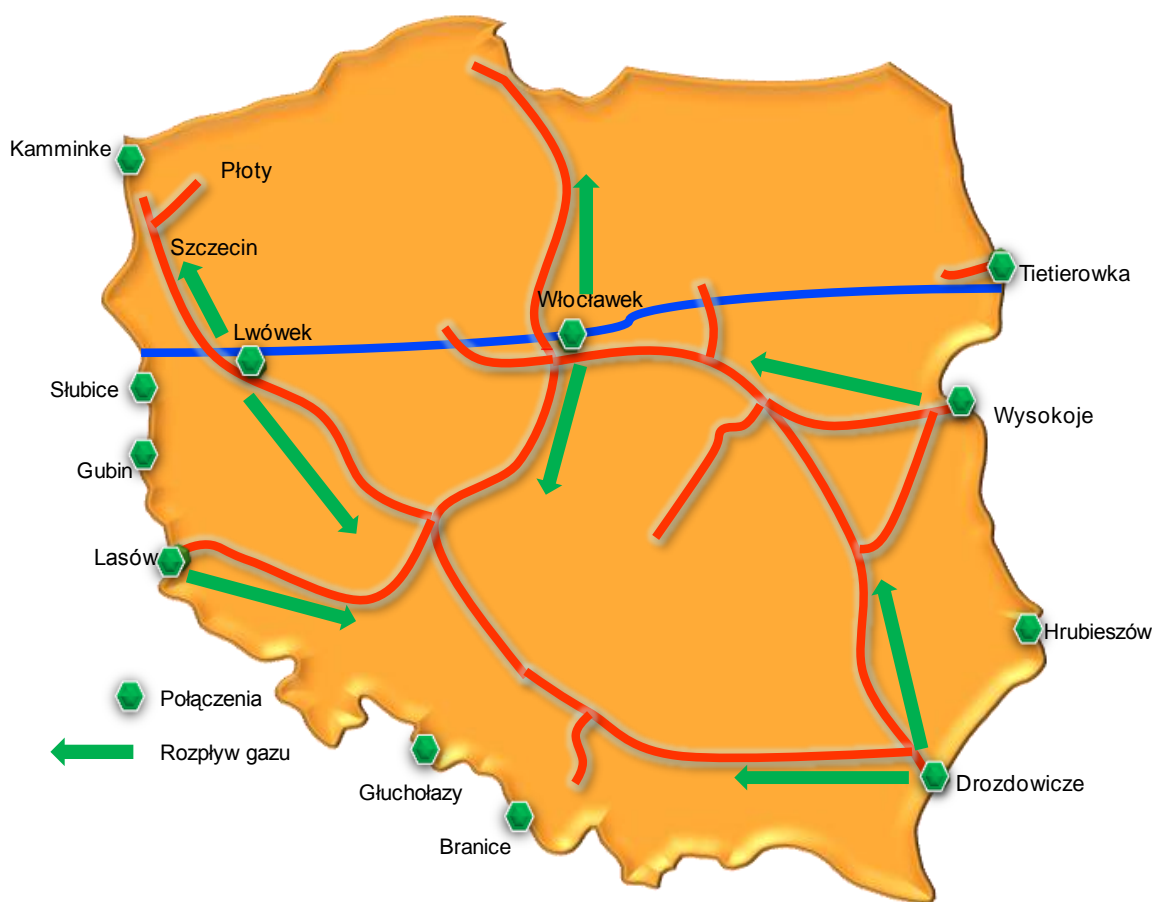 Kamminke
Płoty
Szczecin
Tietierowka
Włocławek
Lwówek
Słubice
Wysokoje
Gubin
Lasów
Hrubieszów
Połączenia
Rozpływ gazu
Głuchołazy
Drozdowicze
Branice